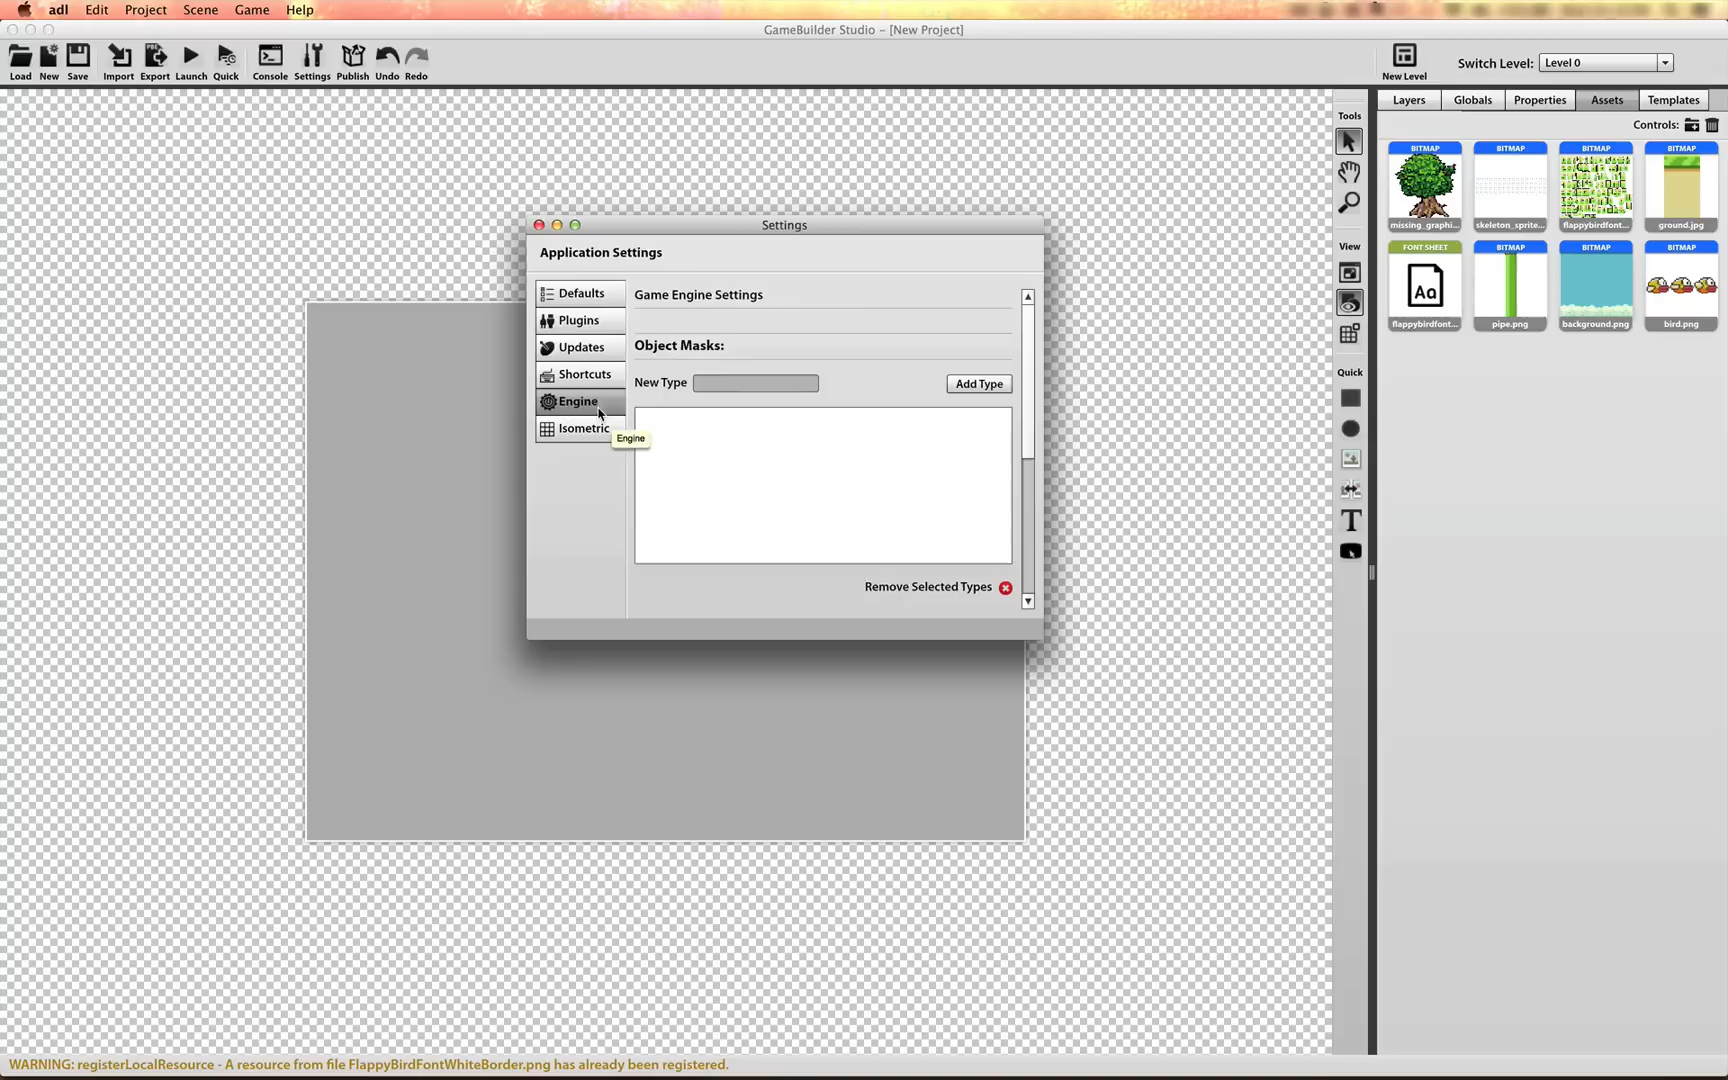 adl Edit Project Scene Game Help
GameBuilder Studio – [New Project]
Load New Save Import Export Launch Quick Console Settings Publish Undo Redo
New Level
Switch Level: Level 0
Layers Globals Properties Assets Templates
Controls:
Tools
View
Quick
T
BITMAP BITMAP BITMAP BITMAP
missing_graphi... skeleton_sprite... flappybirdfont... ground.jpg
FONT SHEET BITMAP BITMAP BITMAP
Aa
flappybirdfont... pipe.png background.png bird.png
Settings
Application Settings
Defaults
Plugins
Updates
Shortcuts
Engine
Isometric
Engine
Game Engine Settings
Object Masks:
New Type
Add Type
Remove Selected Types
WARNING: registerLocalResource - A resource from file FlappyBirdFontWhiteBorder.png has already been registered.